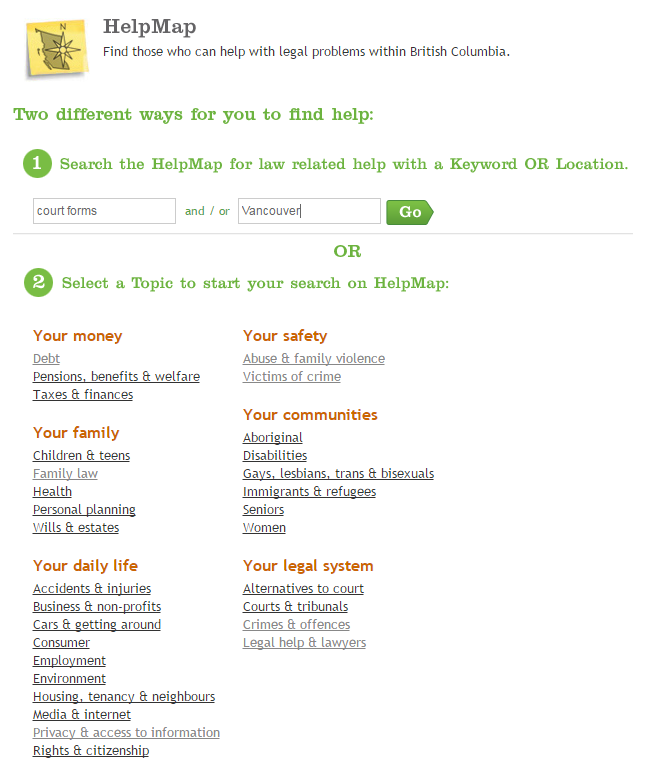 N
HelpMap
Find those who can help with legal problems within British Columbia.
Two different ways for you to find help:
1 Search the HelpMap for law related help with a Keyword OR Location.
court forms and / or Vancouver Go
OR
2 Select a Topic to start your search on HelpMap:
Your money
Debt
Pensions, benefits & welfare
Taxes & finances
Your family
Children & teens
Family law
Health
Personal planning
Wills & estates
Your daily life
Accidents & injuries
Business & non-profits
Cars & getting around
Consumer
Employment
Environment
Housing, tenancy & neighbours
Media & internet
Privacy & access to information
Rights & citizenship
Your safety
Abuse & family violence
Victims of crime
Your communities
Aboriginal
Disabilities
Gays, lesbians, trans & bisexuals
Immigrants & refugees
Seniors
Women
Your legal system
Alternatives to court
Courts & tribunals
Crimes & offences
Legal help & lawyers